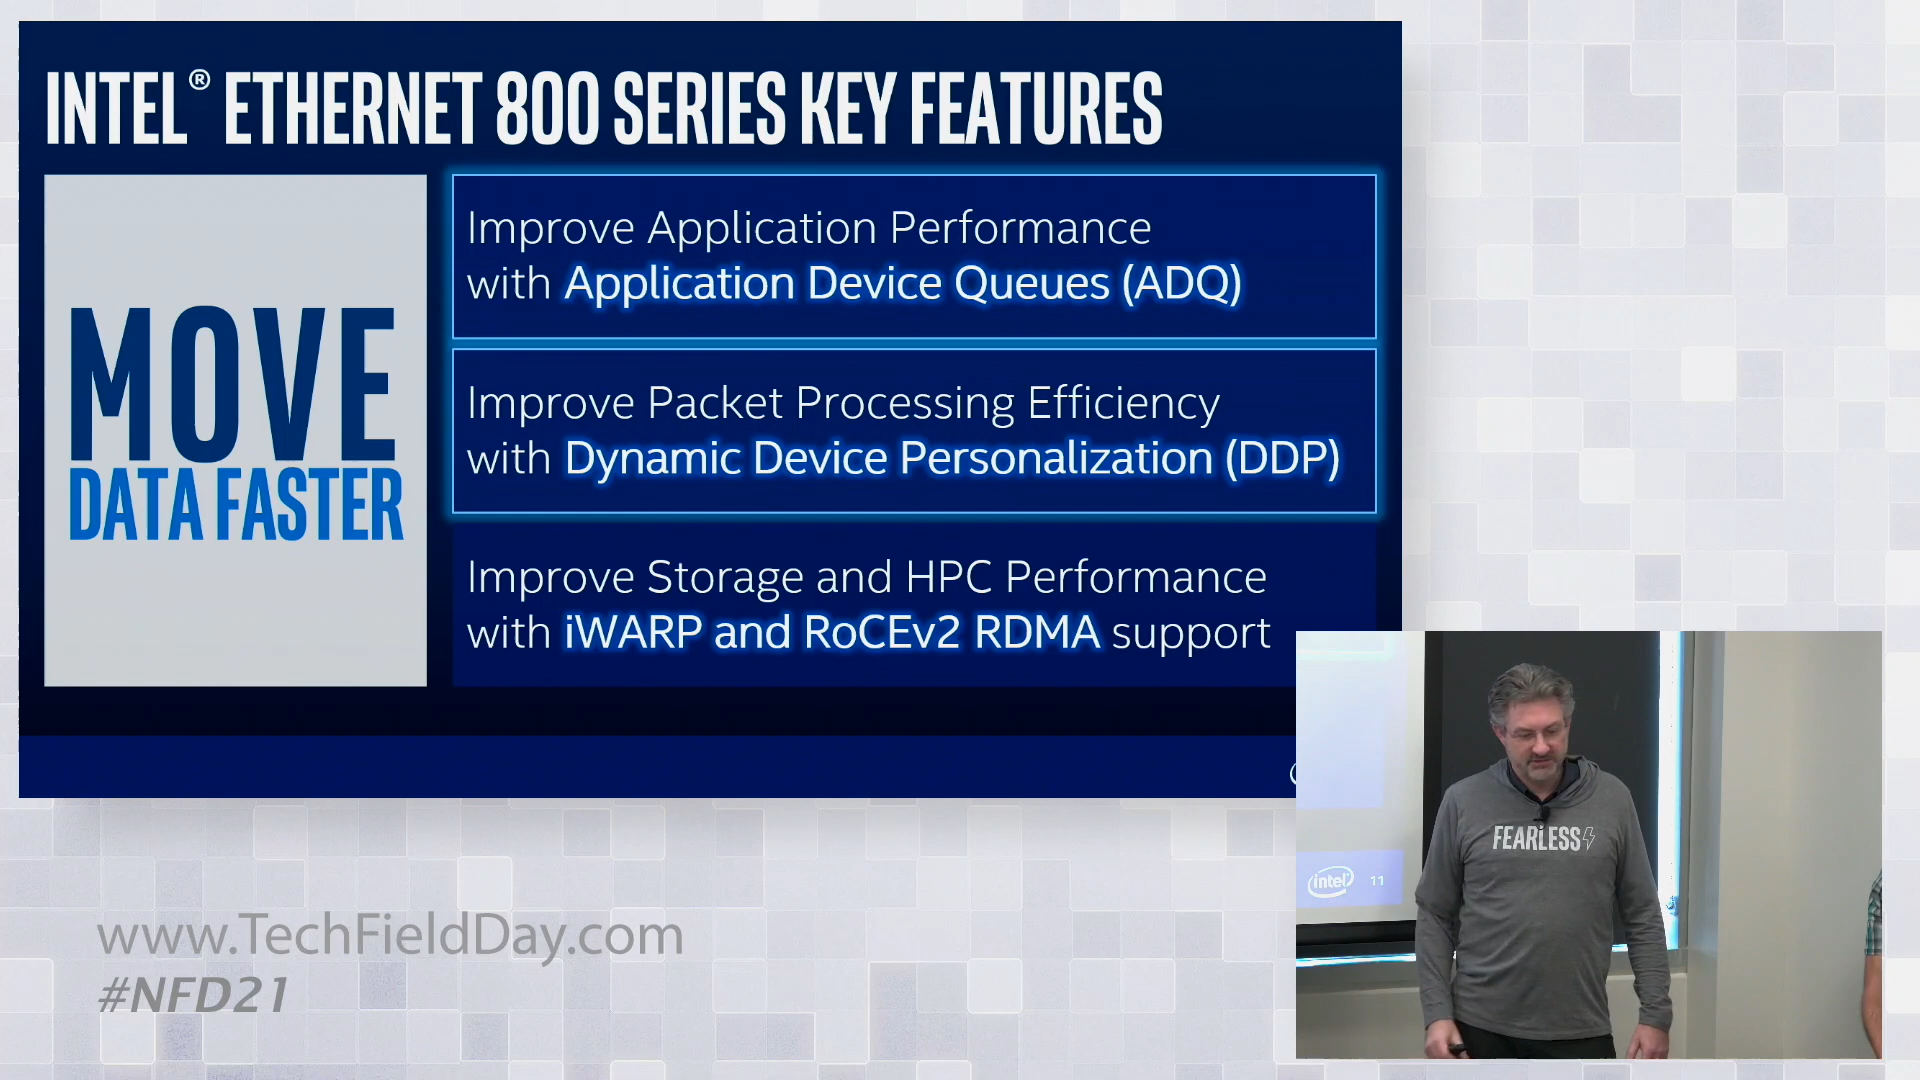 INTEL® ETHERNET 800 SERIES KEY FEATURES
MOVE
DATA FASTER
Improve Application Performance
with Application Device Queues (ADQ)
Improve Packet Processing Efficiency
with Dynamic Device Personalization (DDP)
Improve Storage and HPC Performance
with iWARP and RoCEv2 RDMA support
FEARLESS
intel 11
www.TechFieldDay.com
#NFD21